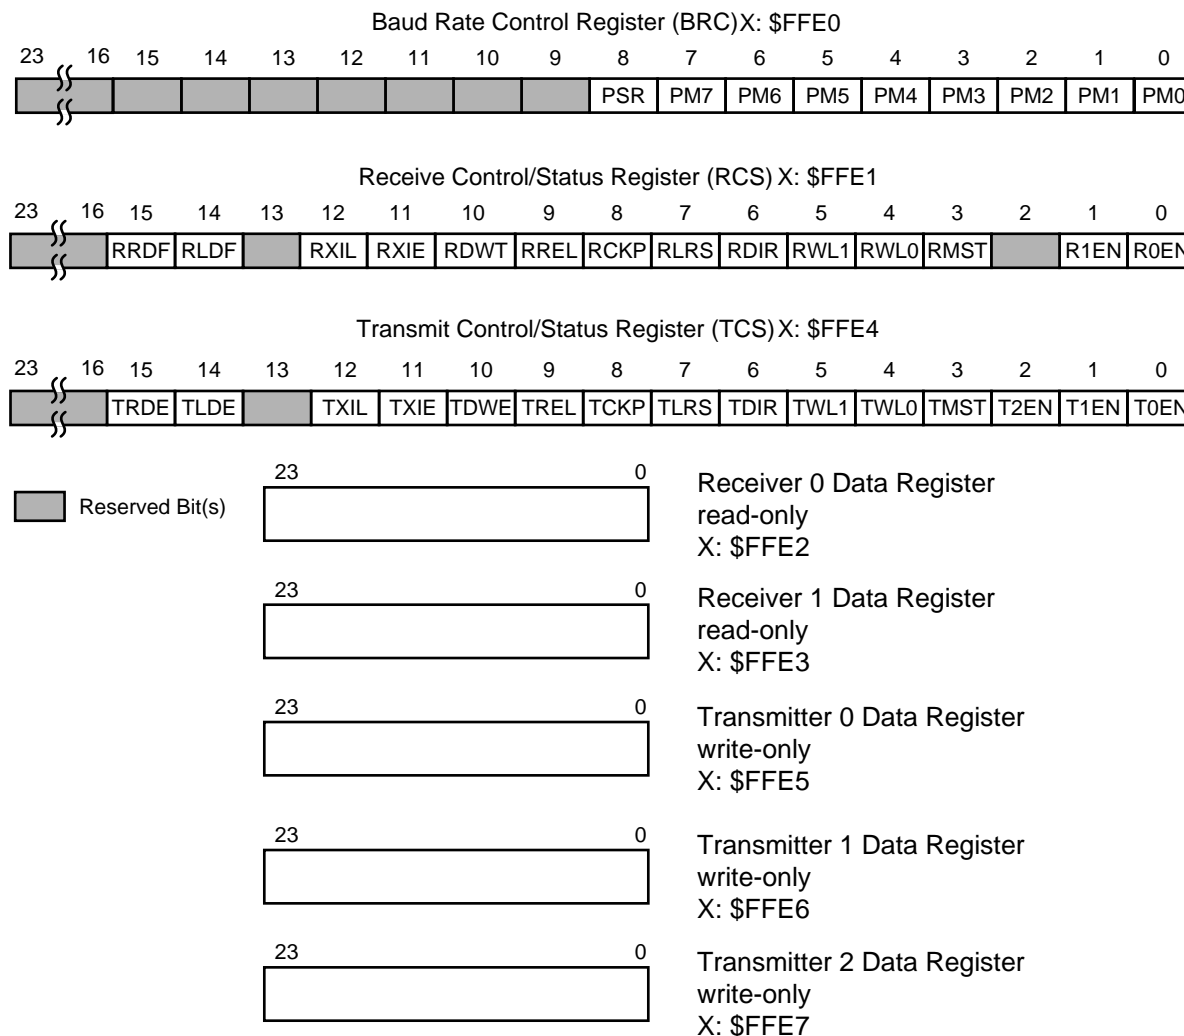 Baud Rate Control Register (BRC)X: $FFE0
23 16 15 14 13 12 11 10 9 8 7 6 5 4 3 2 1 0
PSR PM7 PM6 PM5 PM4 PM3 PM2 PM1 PM0
Receive Control/Status Register (RCS) X: $FFE1
23 16 15 14 13 12 11 10 9 8 7 6 5 4 3 2 1 0
RRDF RLDF RXIL RXIE RDWT RREL RCKP RLRS RDIR RWL1 RWL0 RMST R1EN R0EN
Transmit Control/Status Register (TCS) X: $FFE4
23 16 15 14 13 12 11 10 9 8 7 6 5 4 3 2 1 0
TRDE TLDE TXIL TXIE TDWE TREL TCKP TLRS TDIR TWL1 TWL0 TMST T2EN T1EN T0EN
Reserved Bit(s)
23 0
Receiver 0 Data Register
read-only
X: $FFE2
23 0
Receiver 1 Data Register
read-only
X: $FFE3
23 0
Transmitter 0 Data Register
write-only
X: $FFE5
23 0
Transmitter 1 Data Register
write-only
X: $FFE6
23 0
Transmitter 2 Data Register
write-only
X: $FFE7